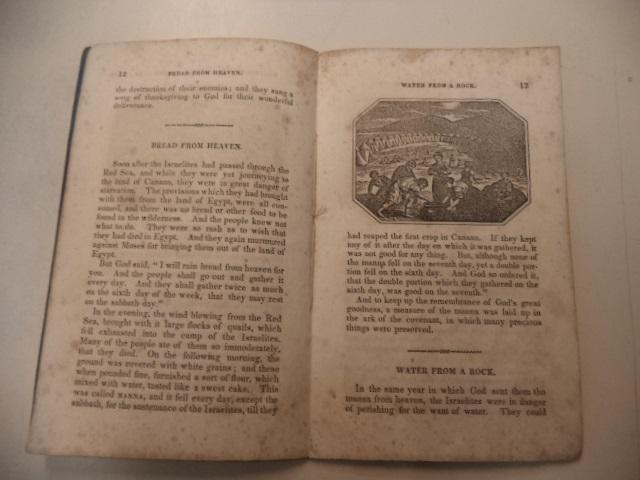 12 BREAD FROM HEAVEN.
the destruction of their enemies; and they sang a
song of thanksgiving to God for their wonderful
deliverance.
BREAD FROM HEAVEN.
Soon after the Israelites had passed through the
Red Sea, and while they were yet journeying to
the land of Canaan, they were in great danger of
starvation. The provisions which they had brought
with them from the land of Egypt, were all con-
sumed, and there was no bread or other food to be
found in the wilderness. And the people knew not
what to do. They were so rash as to wish that
they had died in Egypt. And they again murmured
against Moses for bringing them out of the land of
Egypt.
But God said, "I will rain bread from heaven for
you. And the people shall go out and gather it
every day. And they shall gather twice as much
on the sixth day of the week, that they may rest
on the sabbath day."
In the evening, the wind blowing from the Red
Sea, brought with it large flocks of quails, which
fell exhausted into the camp of the Israelites.
Many of the people ate of them so immoderately,
that they died. On the following morning, the
ground was covered with white grains; and these
when pounded fine, furnished a sort of flour, which
mixed with water, tasted like a sweet cake. This
was called MANNA, and it fell every day, except the
sabbath, for the sustenance of the Israelites, till they
WATER FROM A ROCK. 13
had reaped the first crop in Canaan. If they kept
any of it after the day on which it was gathered, it
was not good for any thing. But, although none of
the manna fell on the seventh day, yet a double por-
tion fell on the sixth day. And God so ordered it,
that the double portion which they gathered on the
sixth day, was good on the seventh."
And to keep up the remembrance of God's great
goodness, a measure of the manna was laid up in
the ark of the covenant, in which many precious
things were preserved.
WATER FROM A ROCK.
In the same year in which God sent them the
manna from heaven, the Israelites were in danger
of perishing for the want of water. They could